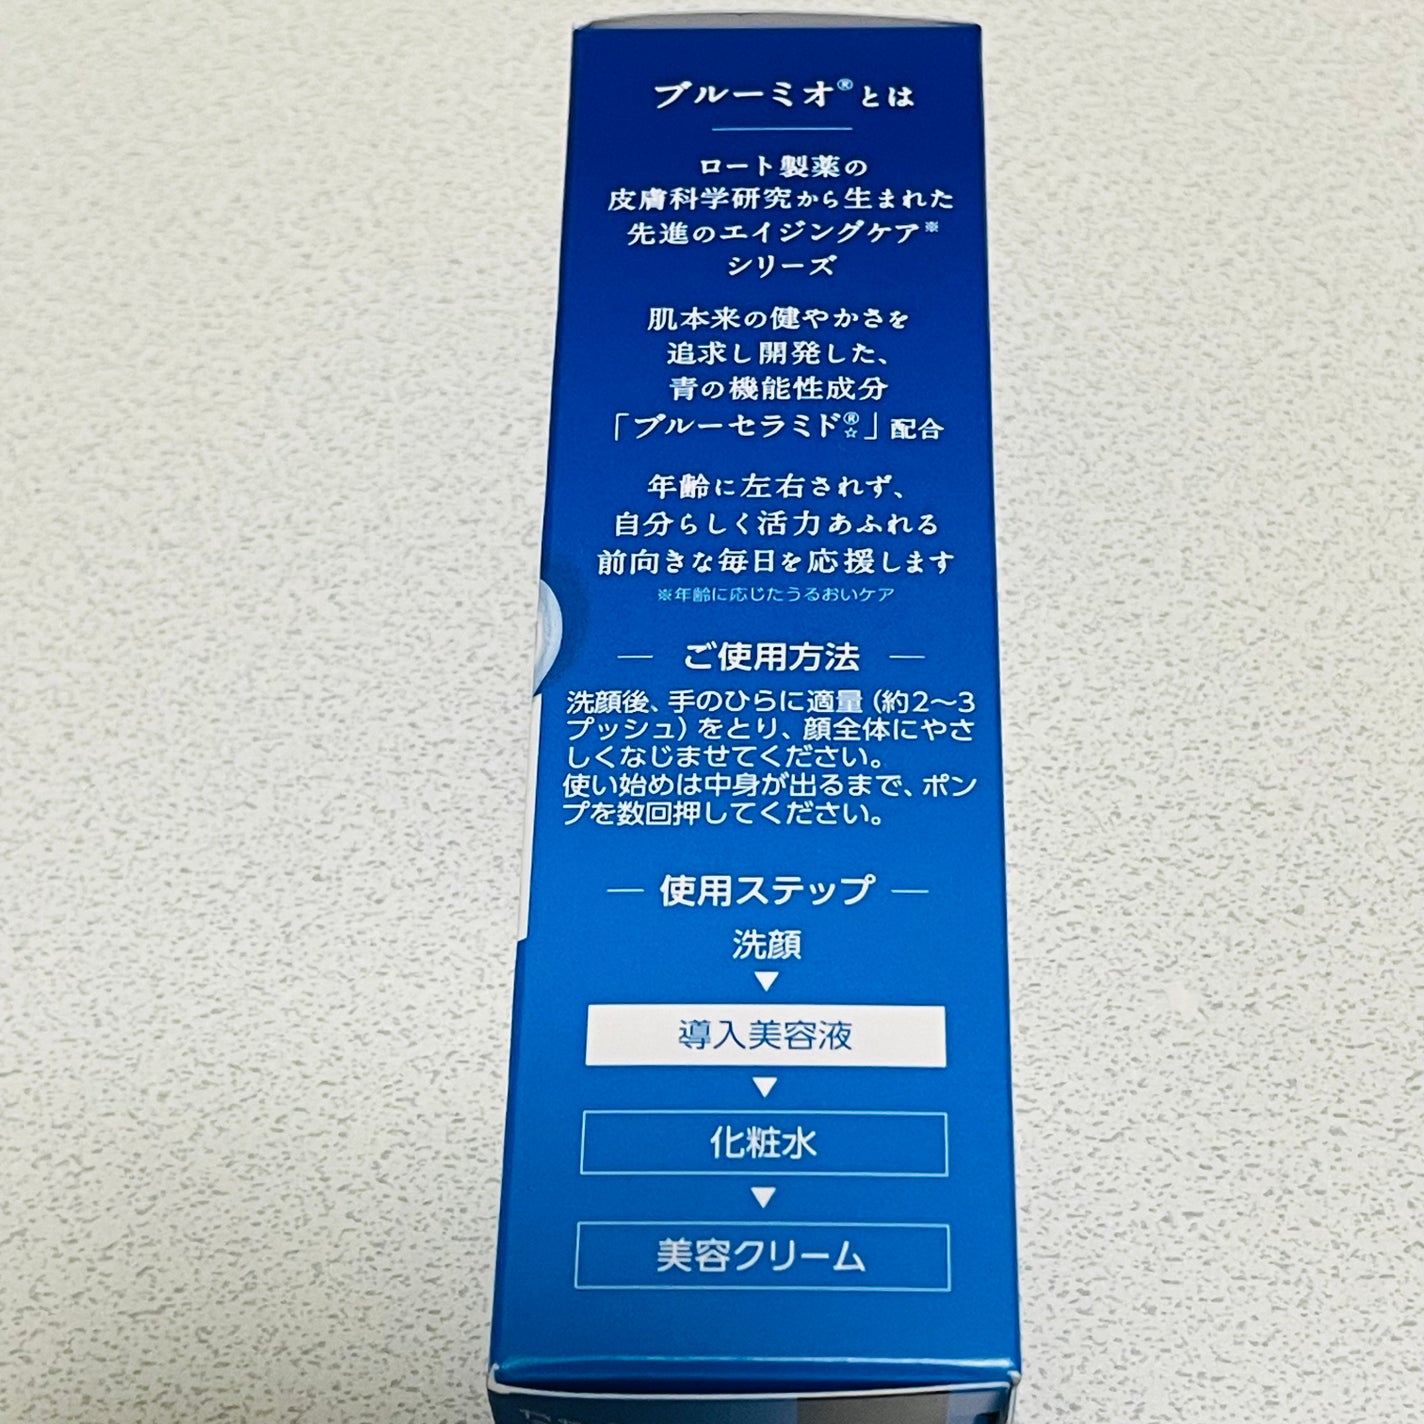 ブルーミオ®とは
ロート製薬の
皮膚科学研究から生まれた
先進のエイジングケア※
シリーズ
肌本来の健やかさを
追求し開発した、
青の機能性成分
「ブルーセラミド®☆」配合
年齢に左右されず、
自分らしく活力あふれる
前向きな毎日を応援します
※年齢に応じたうるおいケア
ご使用方法
洗顔後、手のひらに適量（約2〜3
プッシュ）をとり、顔全体にやさ
しくなじませてください。
使い始めは中身が出るまで、ポン
プを数回押してください。
使用ステップ
洗顔
▼
導入美容液
▼
化粧水
▼
美容クリーム